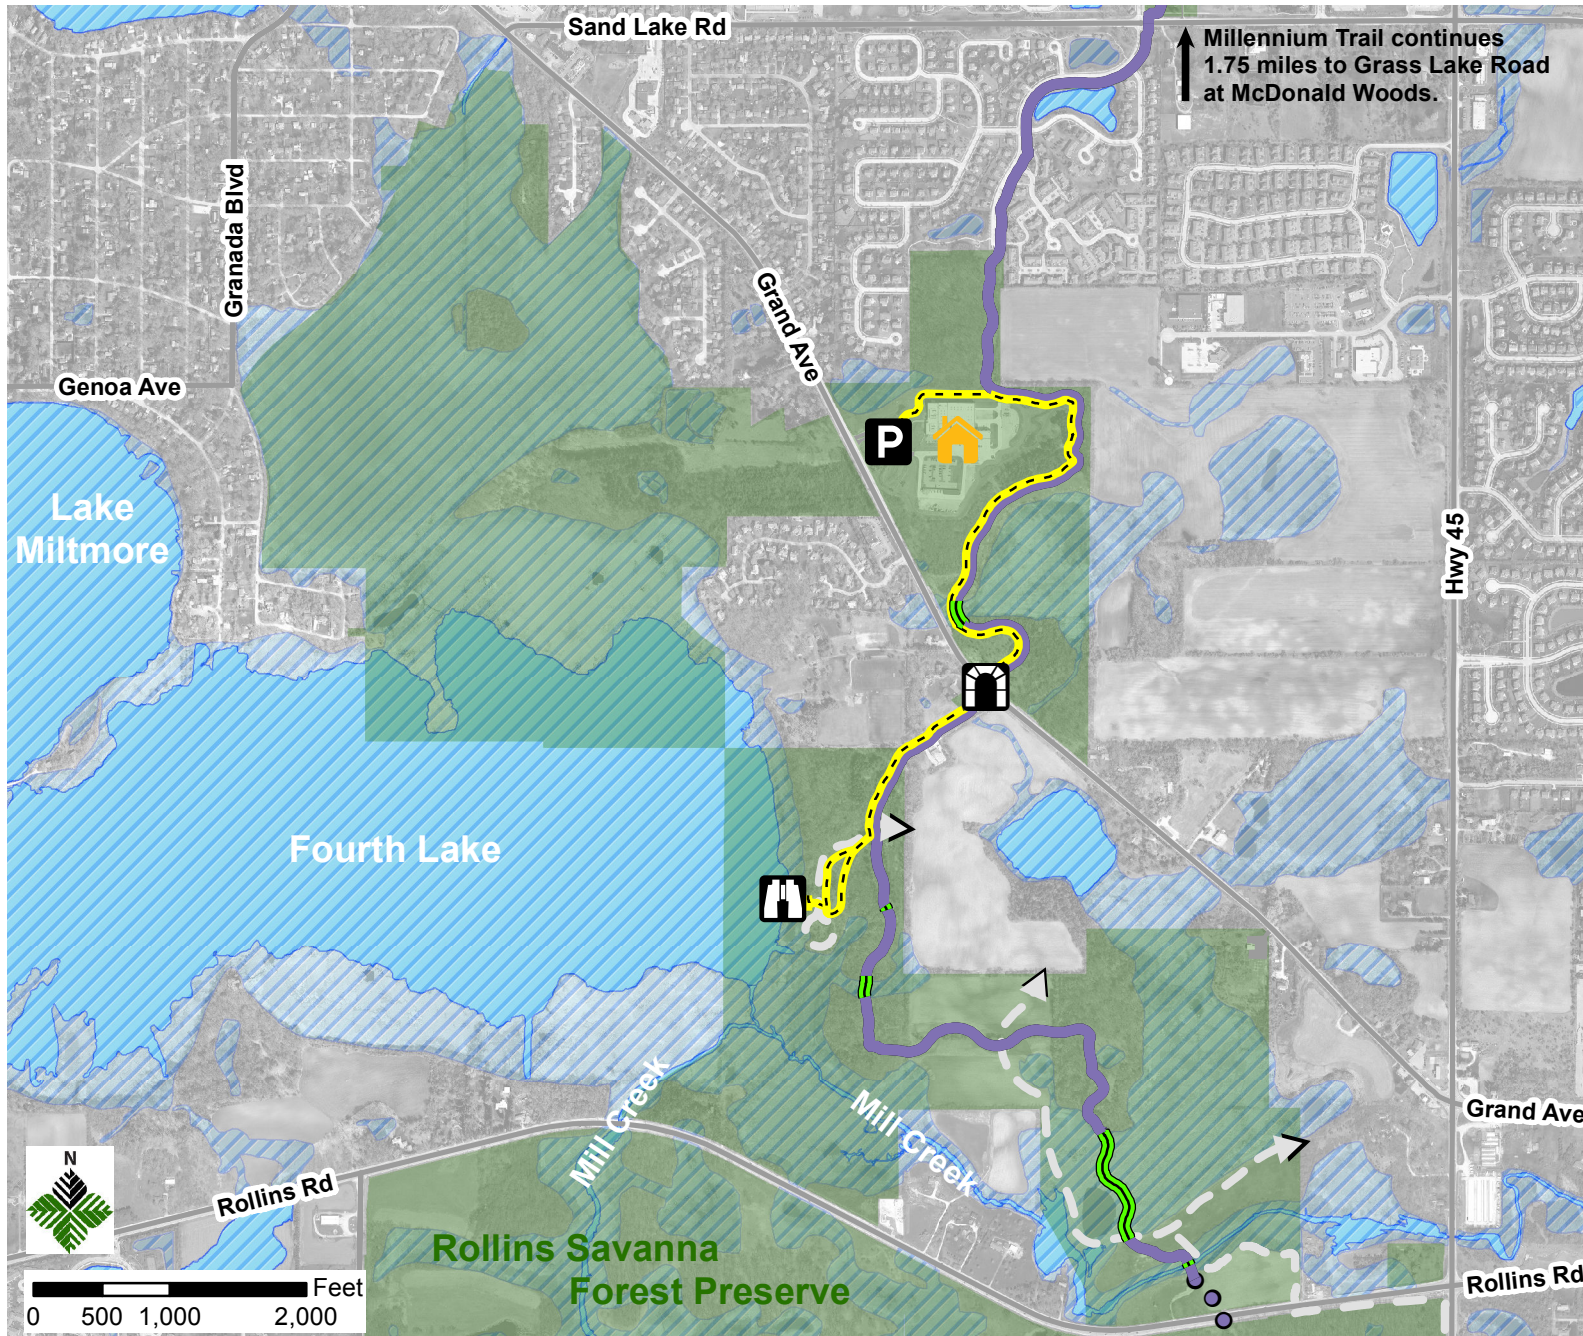 Sand Lake Rd
Millennium Trail continues
1.75 miles to Grass Lake Road
at McDonald Woods.
Granada Blvd
Grand Ave
Genoa Ave
P
Lake
Miltmore
Hwy 45
Fourth Lake
Mill Creek
Mill Creek
Grand Ave
N
Rollins Rd
Rollins Savanna
Forest Preserve
Rollins Rd
Feet
0 500 1,000 2,000